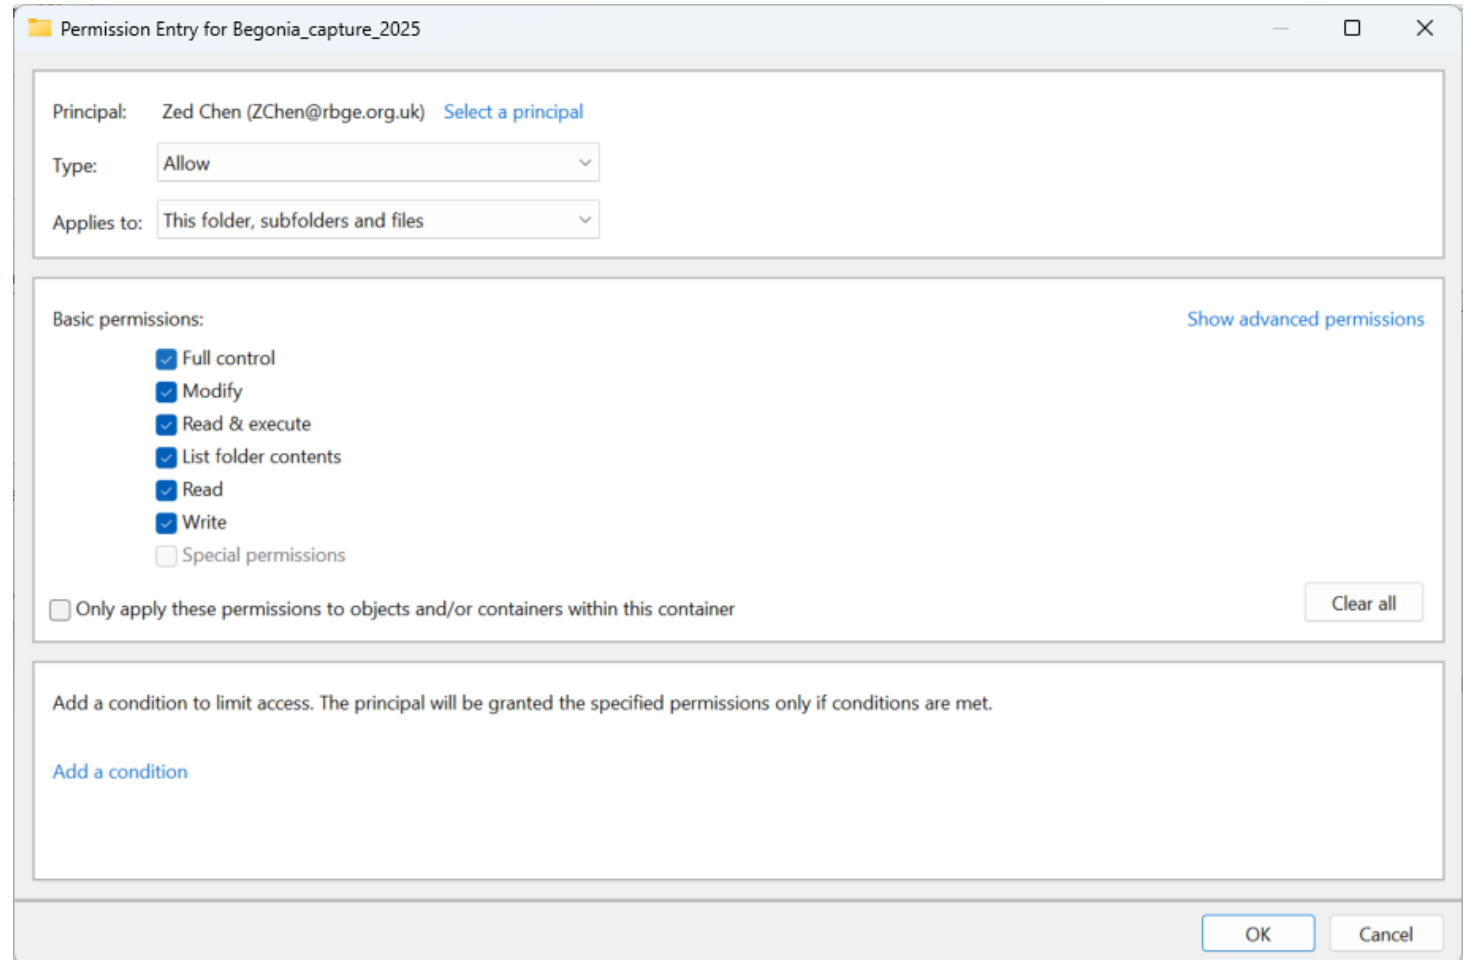 Permission Entry for Begonia_capture_2025
Principal: Zed Chen (ZChen@rbge.org.uk) Select a principal
Type: Allow
Applies to: This folder, subfolders and files
Basic permissions: Show advanced permissions
Full control
Modify
Read & execute
List folder contents
Read
Write
Special permissions
Only apply these permissions to objects and/or containers within this container Clear all
Add a condition to limit access. The principal will be granted the specified permissions only if conditions are met.
Add a condition
OK Cancel